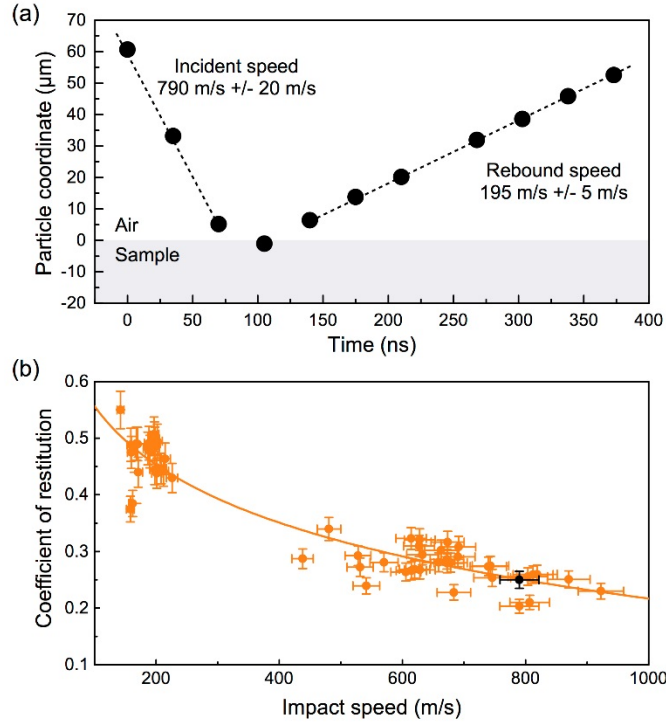 (a)
70
60
50
40
30
20
10
0
-10
-20
Particle coordinate (µm)
Incident speed
790 m/s +/- 20 m/s
Rebound speed
195 m/s +/- 5 m/s
Air
Sample
0 50 100 150 200 250 300 350 400
Time (ns)
(b)
0.6
0.5
0.4
0.3
0.2
0.1
Coefficient of restitution
200 400 600 800 1000
Impact speed (m/s)